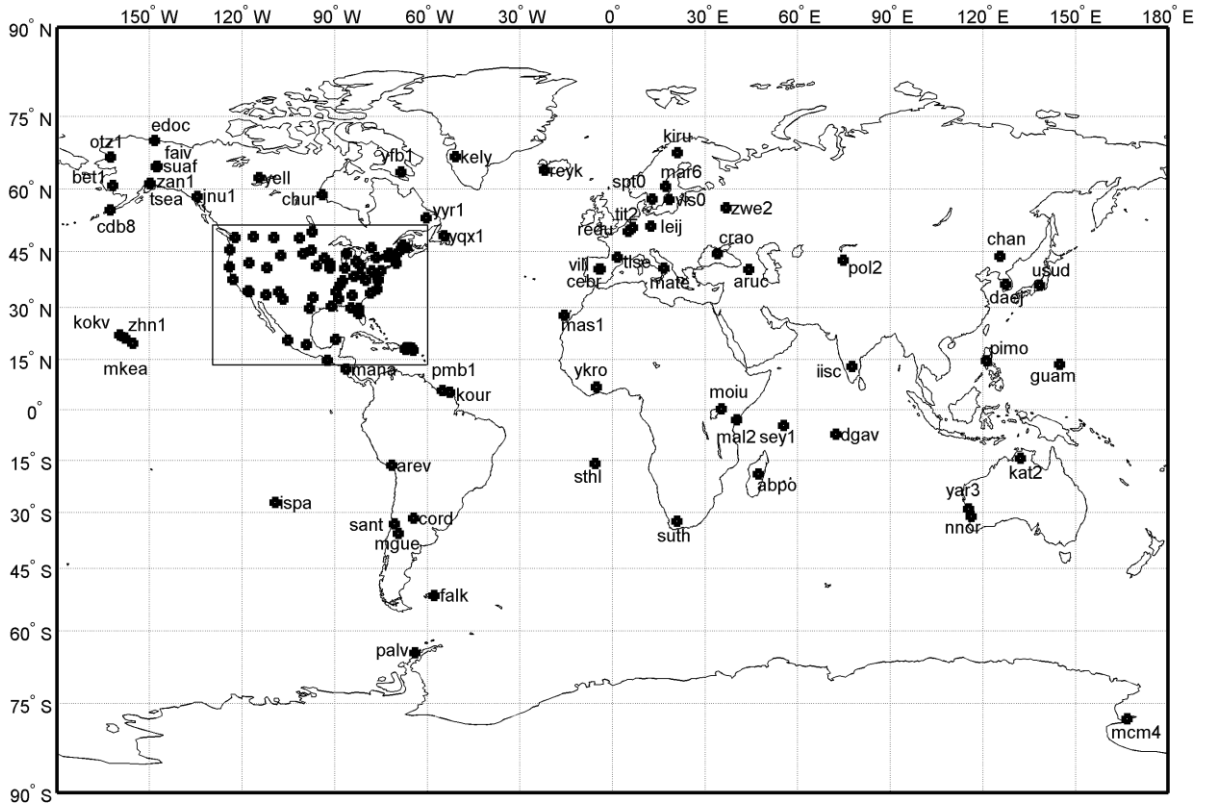 150° W 120° W 90° W 60° W 30° W 0° 30° E 60° E 90° E 120° E 150° E 180° E
90° N
75° N
60° N
45° N
30° N
15° N
0°
15° S
30° S
45° S
60° S
75° S
90° S
edoc
otz1
faiv
suaf
bet1
zan1
tsea
jnu1
cdb8
yell
chur
yfb1
kely
reyk
yyr1
yqx1
kiru
mar6
spt0
vis0
zwe2
tit2
redu
leij
crao
vill
tlse
cebr
mate
aruc
pol2
chan
usud
daej
kokv
zhn1
mkea
mas1
mana
pmb1
kour
ykro
iisc
pimo
guam
moiu
mal2
sey1
dgav
arev
sthl
abpo
kat2
ispa
yar3
sant
cord
nnor
mgue
suth
falk
palv
mcm4